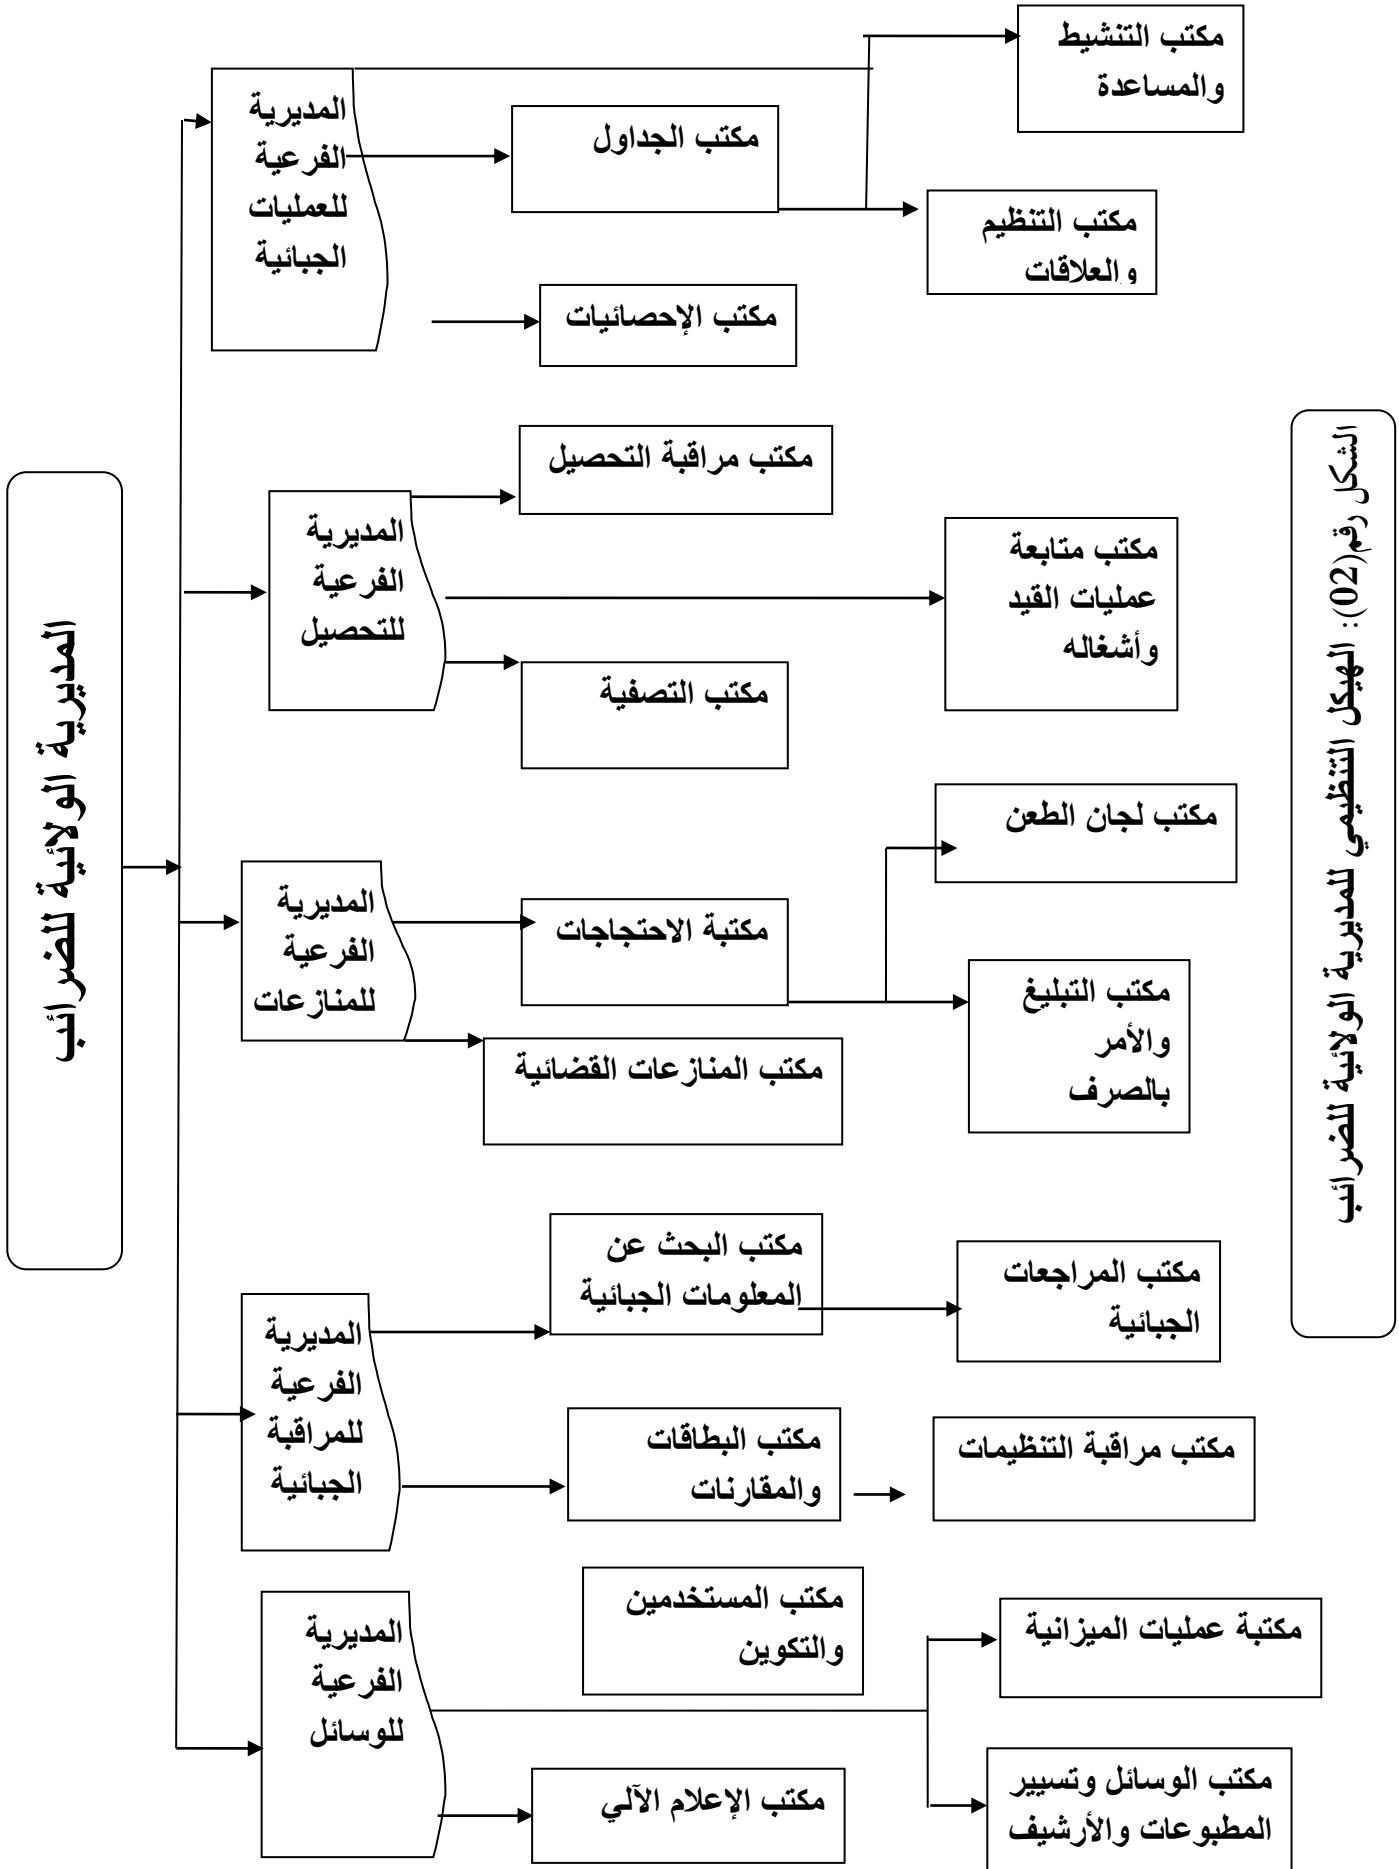 الشكل رقم(02): الهيكل التنظيمي للمديرية الولائية للضرائب
المديرية الولائية للضرائب
المديرية
الفرعية
للعمليات
الجبائية
مكتب الجداول
مكتب التنشيط
والمساعدة
مكتب التنظيم
والعلاقات
مكتب الإحصائيات
المديرية
الفرعية
للتحصيل
مكتب مراقبة التحصيل
مكتب متابعة
عمليات القيد
وأشغاله
مكتب التصفية
المديرية
الفرعية
للمنازعات
مكتبة الاحتجاجات
مكتب لجان الطعن
مكتب التبليغ
والأمر
بالصرف
مكتب المنازعات القضائية
المديرية
الفرعية
للمراقبة
الجبائية
مكتب البحث عن
المعلومات الجبائية
مكتب المراجعات
الجبائية
مكتب البطاقات
والمقارنات
مكتب مراقبة التنظيمات
المديرية
الفرعية
للوسائل
مكتب المستخدمين
والتكوين
مكتبة عمليات الميزانية
مكتب الوسائل وتسيير
المطبوعات والأرشيف
مكتب الإعلام الآلي